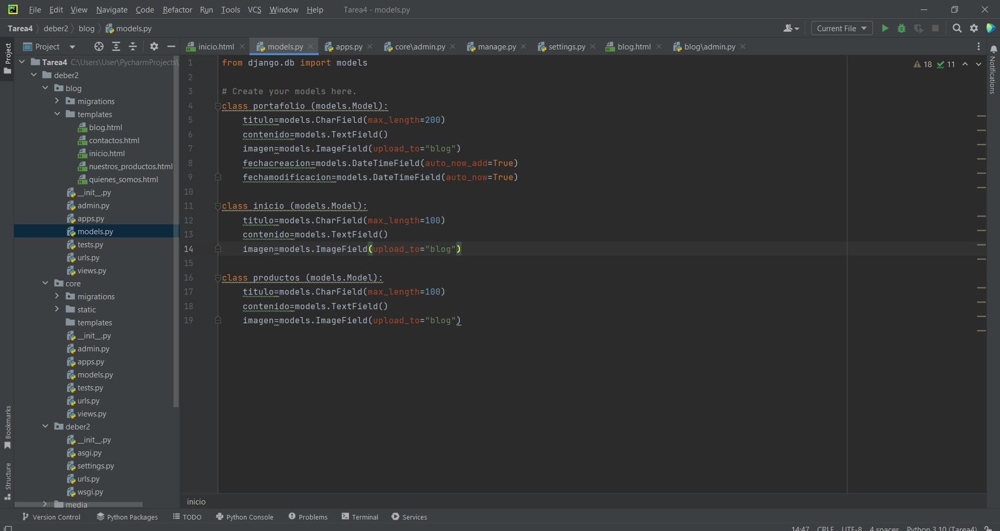 PC File Edit View Navigate Code Refactor Run Tools VCS Window Help Tarea4 - models.py
Tarea4 deber2 blog models.py Current File
Project
Project
inicio.html models.py apps.py core\admin.py manage.py settings.py blog.html blog\admin.py
Notifications
Tarea4 C:\Users\User\PycharmProjects\
deber2
blog
migrations
templates
blog.html
contactos.html
inicio.html
nuestros_productos.html
quienes_somos.html
__init__.py
admin.py
apps.py
models.py
tests.py
urls.py
views.py
core
migrations
static
templates
__init__.py
admin.py
apps.py
models.py
tests.py
urls.py
views.py
deber2
__init__.py
asgi.py
settings.py
urls.py
wsgi.py
media
Bookmarks
Structure
18 11
1 from django.db import models
2
3 # Create your models here.
4 class portafolio (models.Model):
5 titulo=models.CharField(max_length=200)
6 contenido=models.TextField()
7 imagen=models.ImageField(upload_to="blog")
8 fechacreacion=models.DateTimeField(auto_now_add=True)
9 fechamodificacion=models.DateTimeField(auto_now=True)
10
11 class inicio (models.Model):
12 titulo=models.CharField(max_length=100)
13 contenido=models.TextField()
14 imagen=models.ImageField(upload_to="blog")
15
16 class productos (models.Model):
17 titulo=models.CharField(max_length=100)
18 contenido=models.TextField()
19 imagen=models.ImageField(upload_to="blog")
inicio
Version Control Python Packages TODO Python Console Problems Terminal Services
14:47 CRLF UTF-8 4 spaces Python 3.10 (Tarea4)